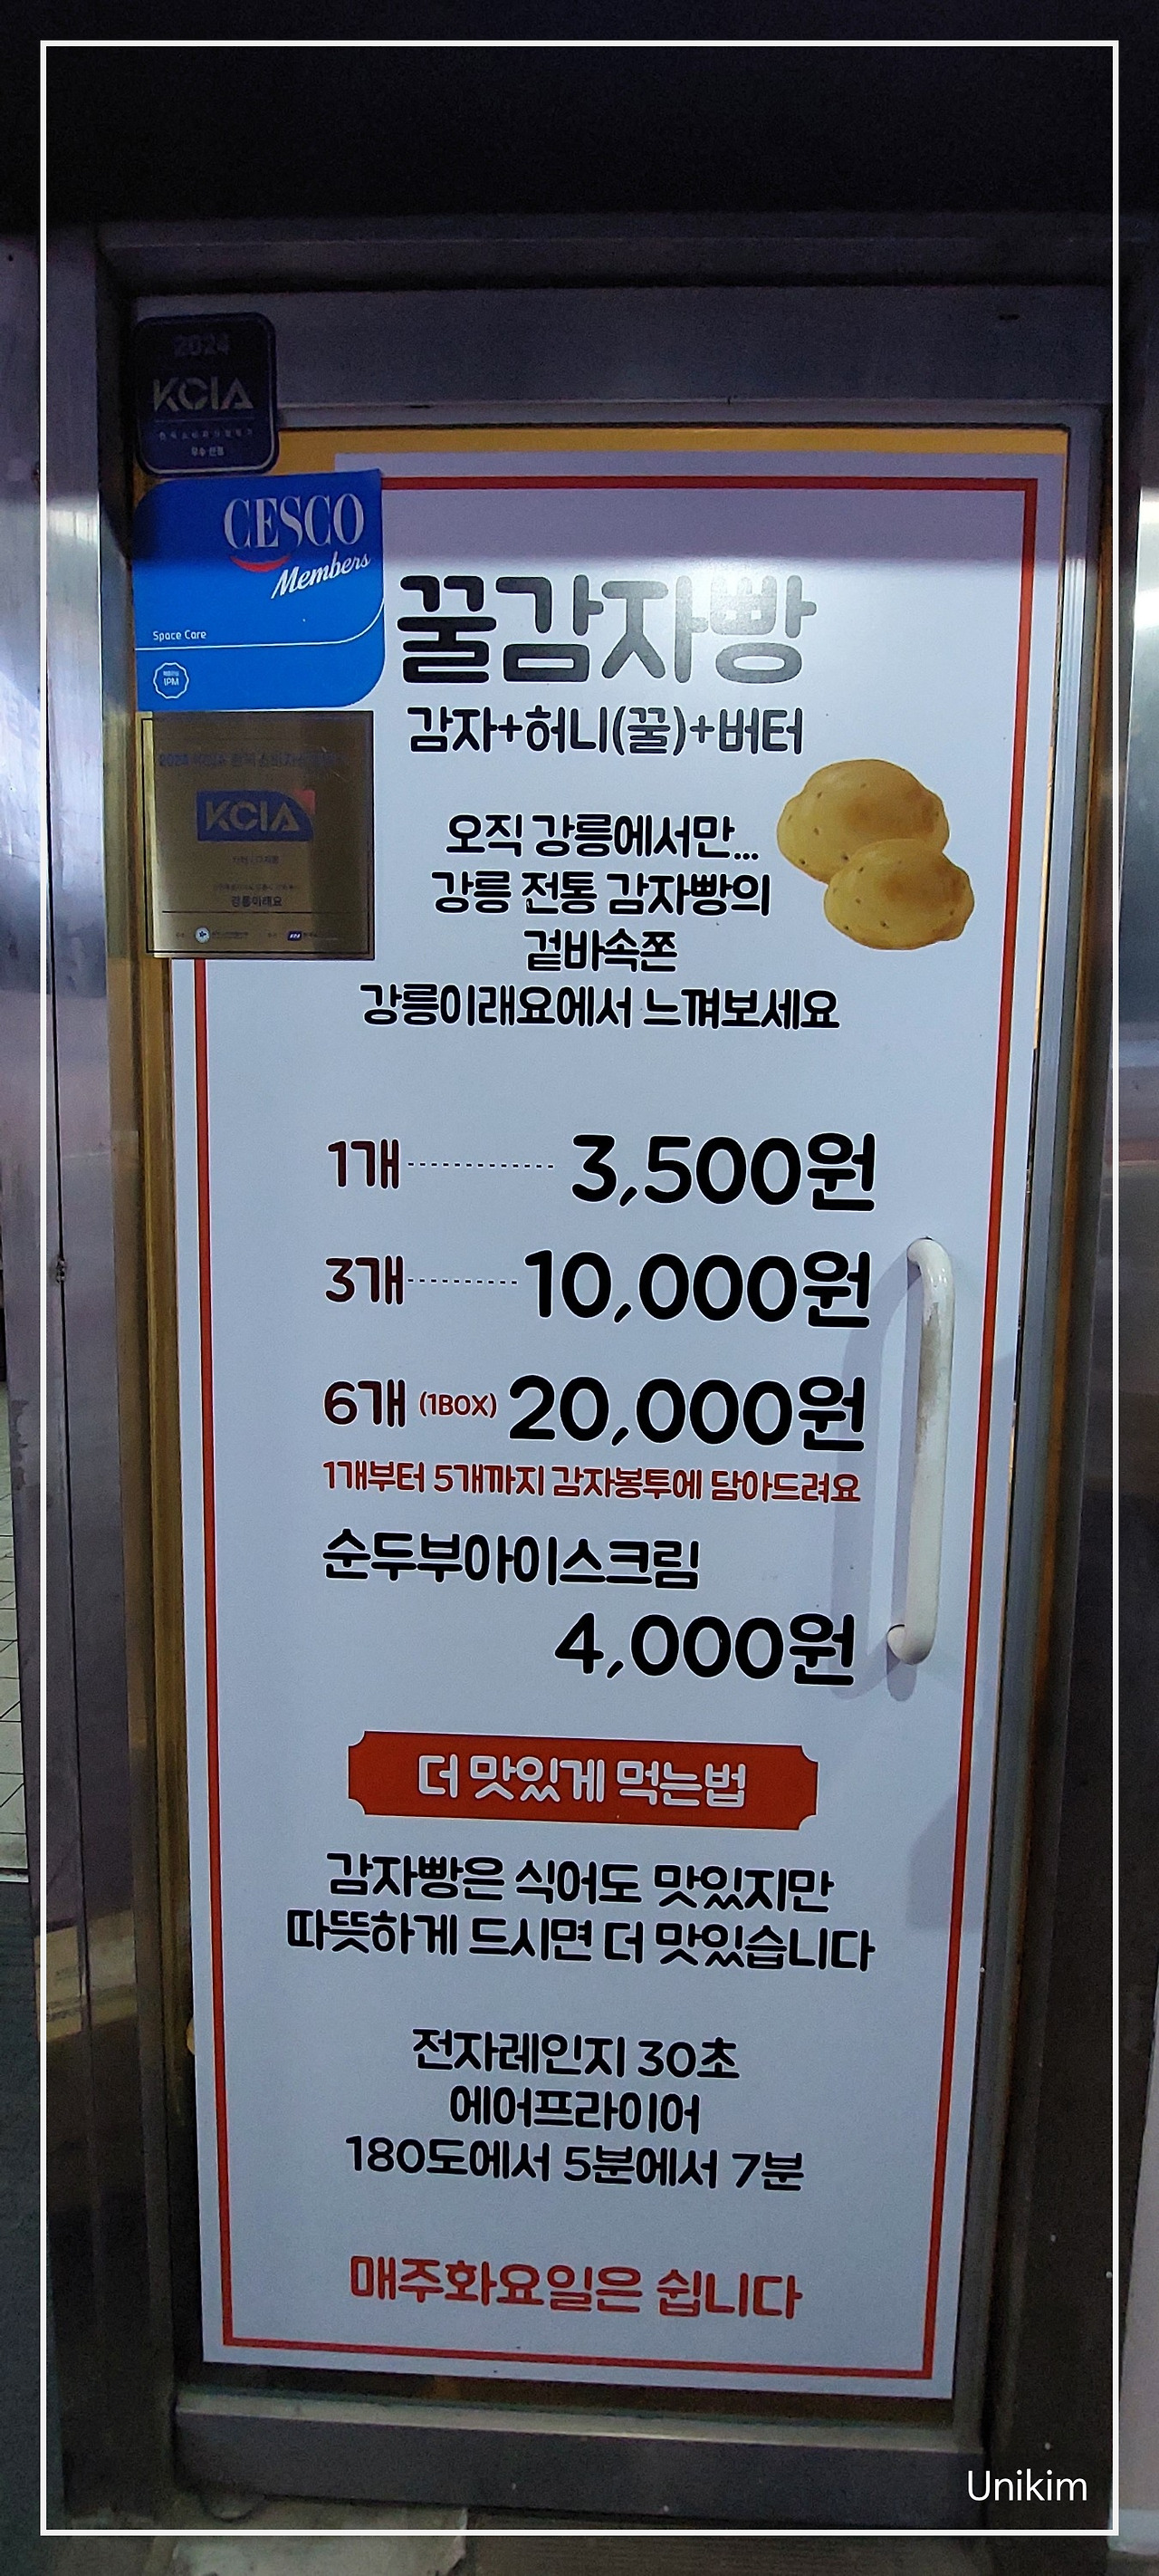 2024
KCIA
우수 선정
CESCO
Members
Space Care
IPM
KCIA
강릉이래요
꿀감자빵
감자+허니(꿀)+버터
오직 강릉에서만...
강릉 전통 감자빵의
겉바속쫀
강릉이래요에서 느껴보세요
1개 3,500원
3개 10,000원
6개 (1BOX) 20,000원
1개부터 5개까지 감자봉투에 담아드려요
순두부아이스크림
4,000원
더 맛있게 먹는법
감자빵은 식어도 맛있지만
따뜻하게 드시면 더 맛있습니다
전자레인지 30초
에어프라이어
180도에서 5분에서 7분
매주화요일은 쉽니다
Unikim